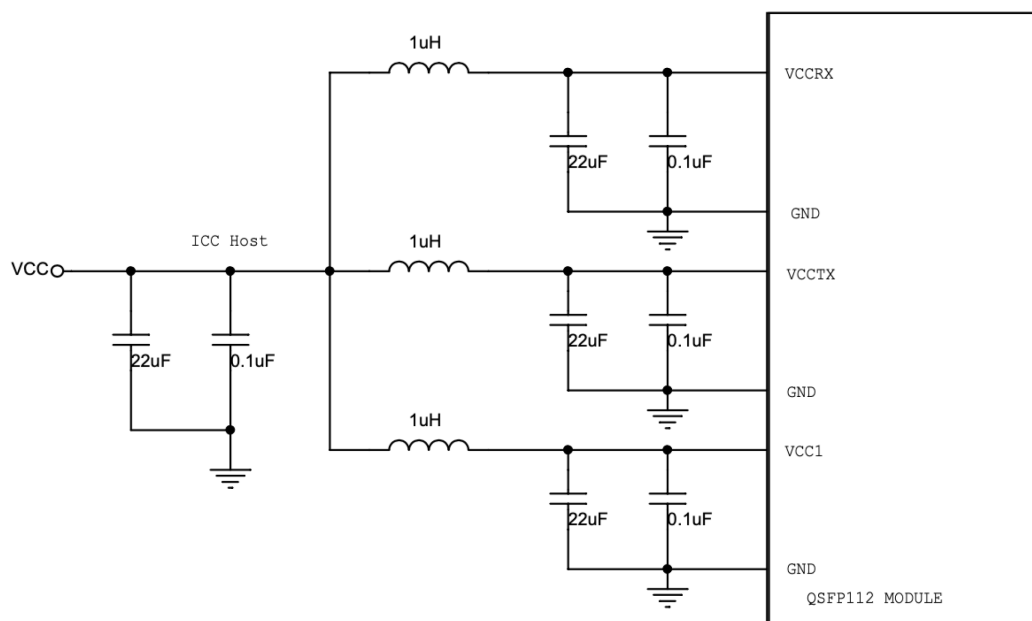 1uH
VCCRX
22uF
0.1uF
GND
ICC Host
1uH
VCC
VCCTX
22uF
0.1uF
22uF
0.1uF
GND
1uH
VCC1
22uF
0.1uF
GND
QSFP112 MODULE